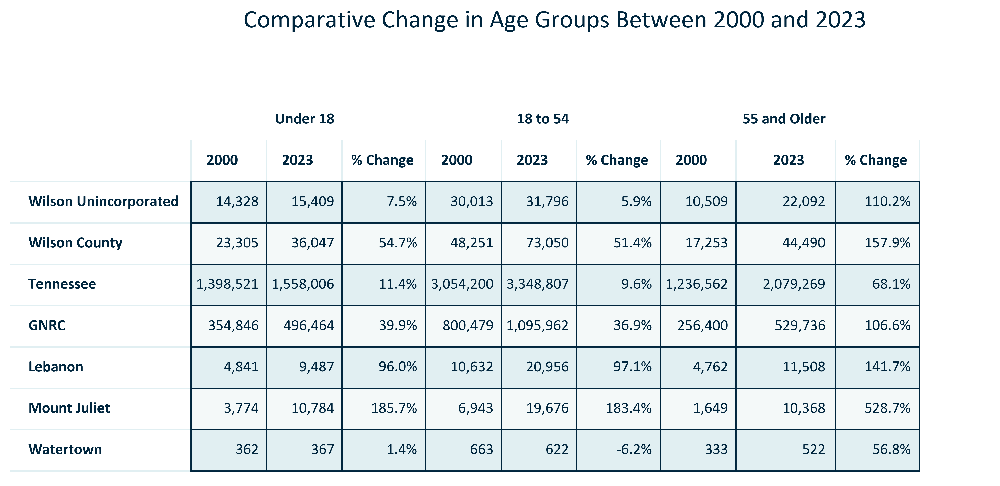 Comparative Change in Age Groups Between 2000 and 2023
Under 18 18 to 54 55 and Older
2000 2023 % Change 2000 2023 % Change 2000 2023 % Change
Wilson Unincorporated 14,328 15,409 7.5% 30,013 31,796 5.9% 10,509 22,092 110.2%
Wilson County 23,305 36,047 54.7% 48,251 73,050 51.4% 17,253 44,490 157.9%
Tennessee 1,398,521 1,558,006 11.4% 3,054,200 3,348,807 9.6% 1,236,562 2,079,269 68.1%
GNRC 354,846 496,464 39.9% 800,479 1,095,962 36.9% 256,400 529,736 106.6%
Lebanon 4,841 9,487 96.0% 10,632 20,956 97.1% 4,762 11,508 141.7%
Mount Juliet 3,774 10,784 185.7% 6,943 19,676 183.4% 1,649 10,368 528.7%
Watertown 362 367 1.4% 663 622 -6.2% 333 522 56.8%